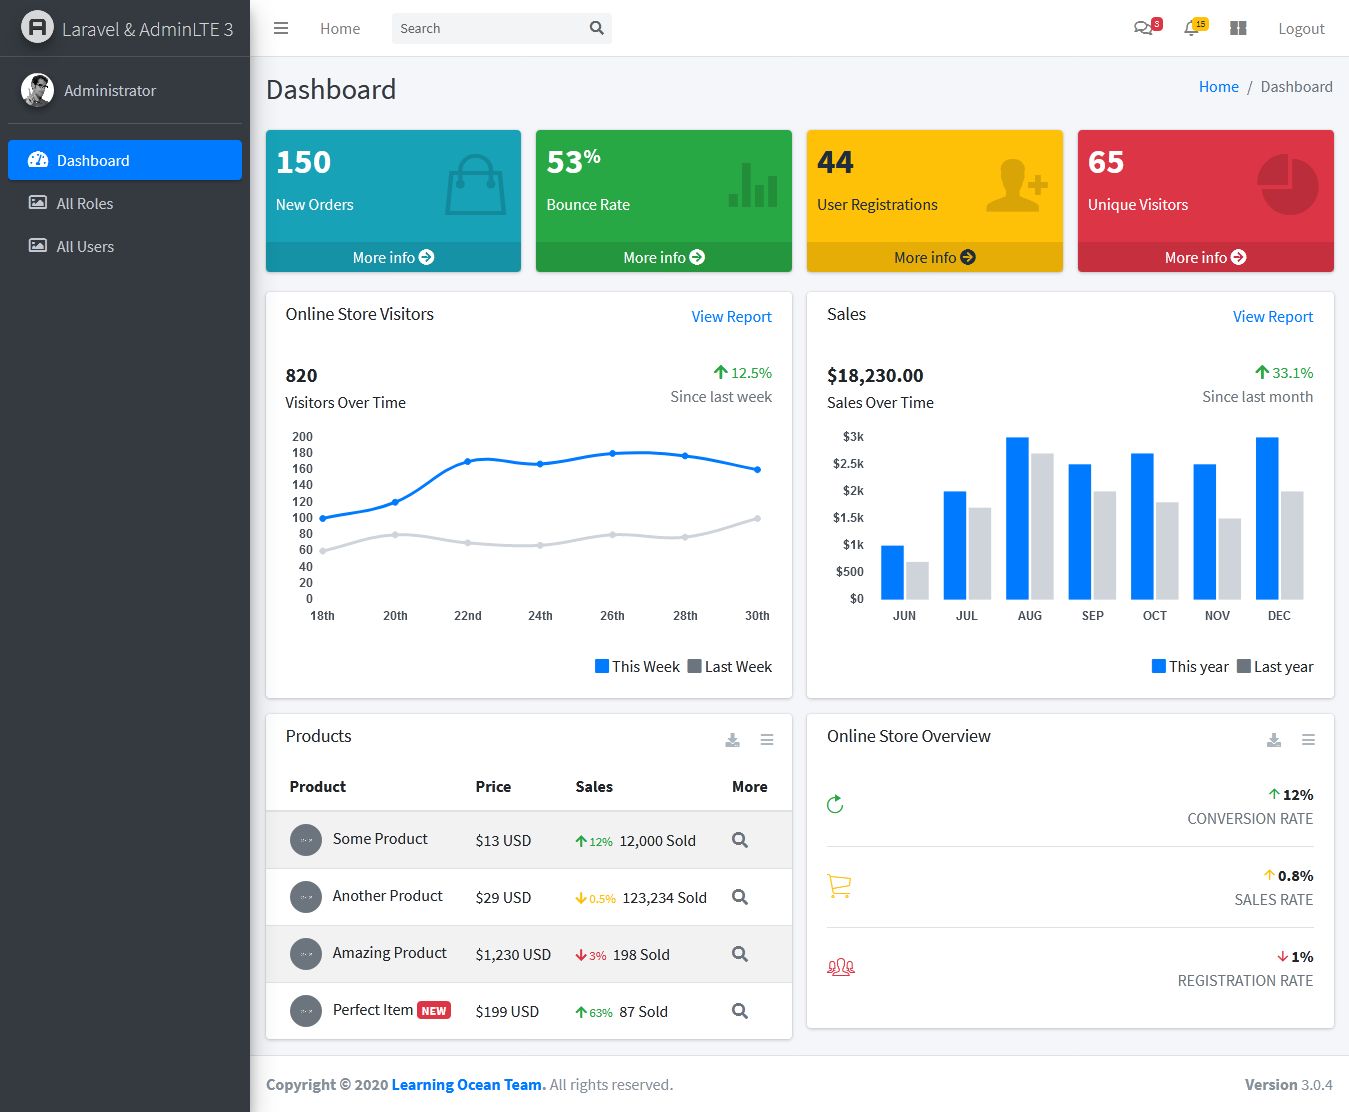 Laravel & AdminLTE 3
Home
Search
3
15
Logout
Administrator
Dashboard
All Roles
All Users
Dashboard
Home / Dashboard
150
New Orders
More info
53%
Bounce Rate
More info
44
User Registrations
More info
65
Unique Visitors
More info
Online Store Visitors
View Report
820
Visitors Over Time
12.5%
Since last week
200
180
160
140
120
100
80
60
40
20
0
18th 20th 22nd 24th 26th 28th 30th
This Week Last Week
Sales
View Report
$18,230.00
Sales Over Time
33.1%
Since last month
$3k
$2.5k
$2k
$1.5k
$1k
$500
$0
JUN JUL AUG SEP OCT NOV DEC
This year Last year
Products
Product Price Sales More
Some Product $13 USD 12% 12,000 Sold
Another Product $29 USD 0.5% 123,234 Sold
Amazing Product $1,230 USD 3% 198 Sold
Perfect Item NEW $199 USD 63% 87 Sold
Online Store Overview
12%
CONVERSION RATE
0.8%
SALES RATE
1%
REGISTRATION RATE
Copyright © 2020 Learning Ocean Team. All rights reserved.
Version 3.0.4